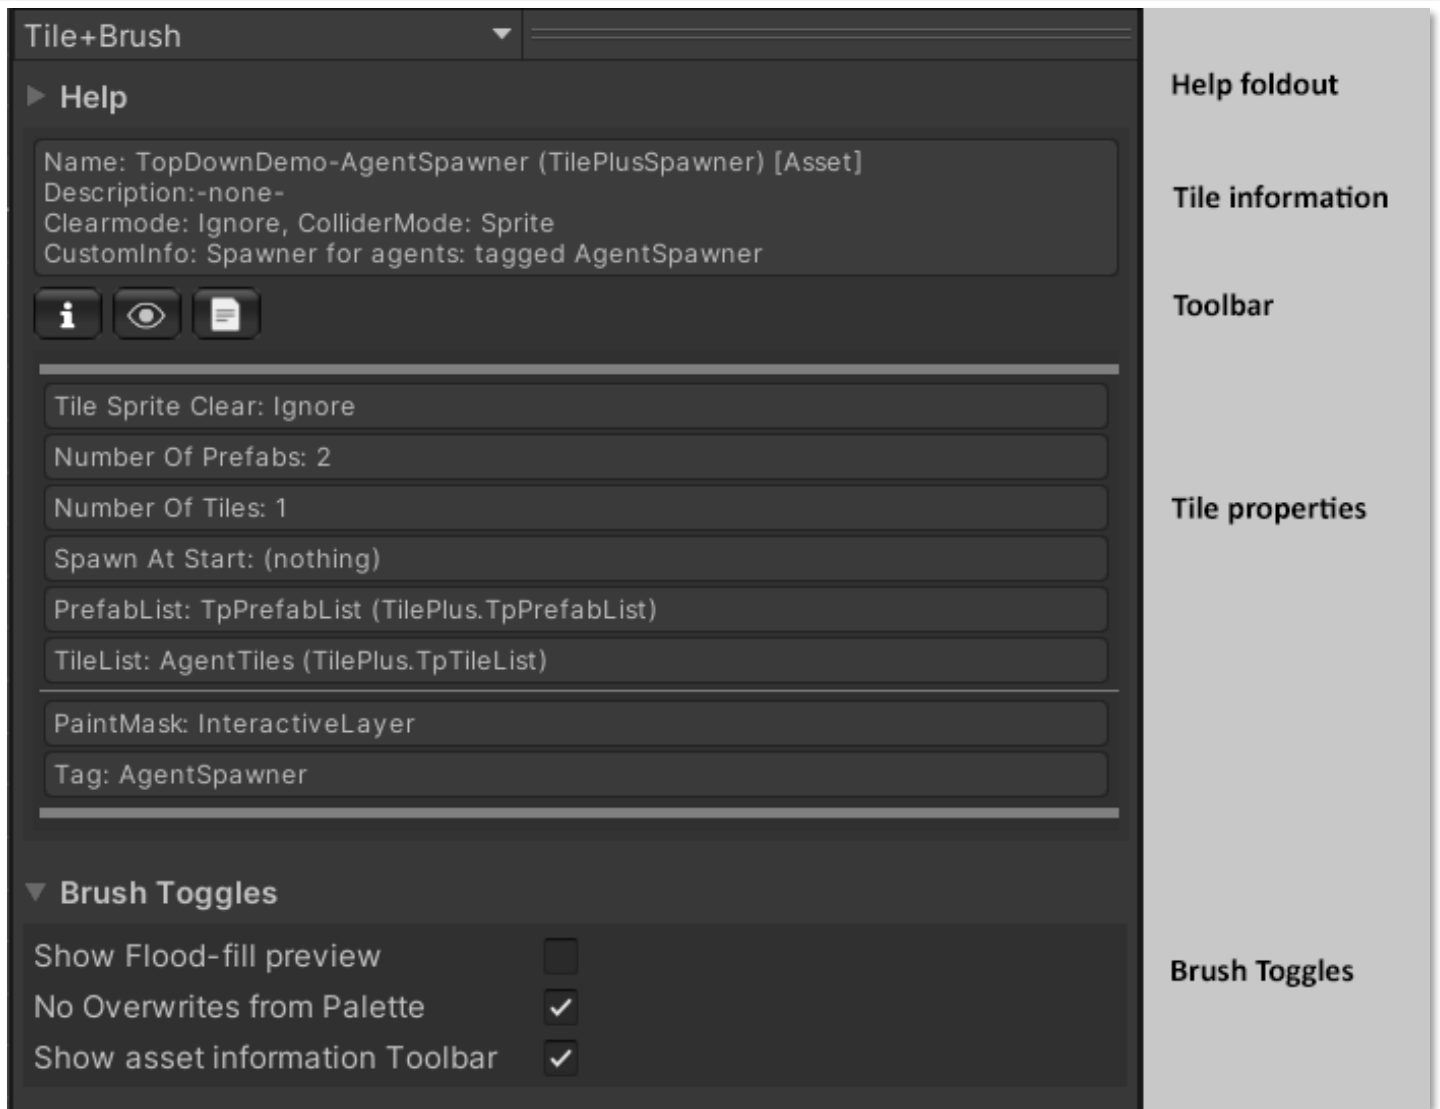 Tile+Brush
Help
Help foldout
Name: TopDownDemo-AgentSpawner (TilePlusSpawner) [Asset]
Description:-none-
Clearmode: Ignore, ColliderMode: Sprite
CustomInfo: Spawner for agents: tagged AgentSpawner
Tile information
Toolbar
Tile Sprite Clear: Ignore
Number Of Prefabs: 2
Number Of Tiles: 1
Spawn At Start: (nothing)
PrefabList: TpPrefabList (TilePlus.TpPrefabList)
TileList: AgentTiles (TilePlus.TpTileList)
PaintMask: InteractiveLayer
Tag: AgentSpawner
Tile properties
Brush Toggles
Show Flood-fill preview
No Overwrites from Palette
Show asset information Toolbar
Brush Toggles